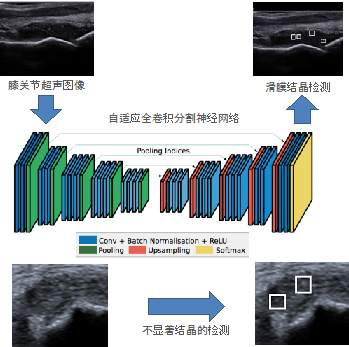 膝关节超声图像
滑膜结晶检测
自适应全卷积分割神经网络
Pooling Indices
Conv + Batch Normalisation + ReLU
Pooling
Upsampling
Softmax
不显著结晶的检测